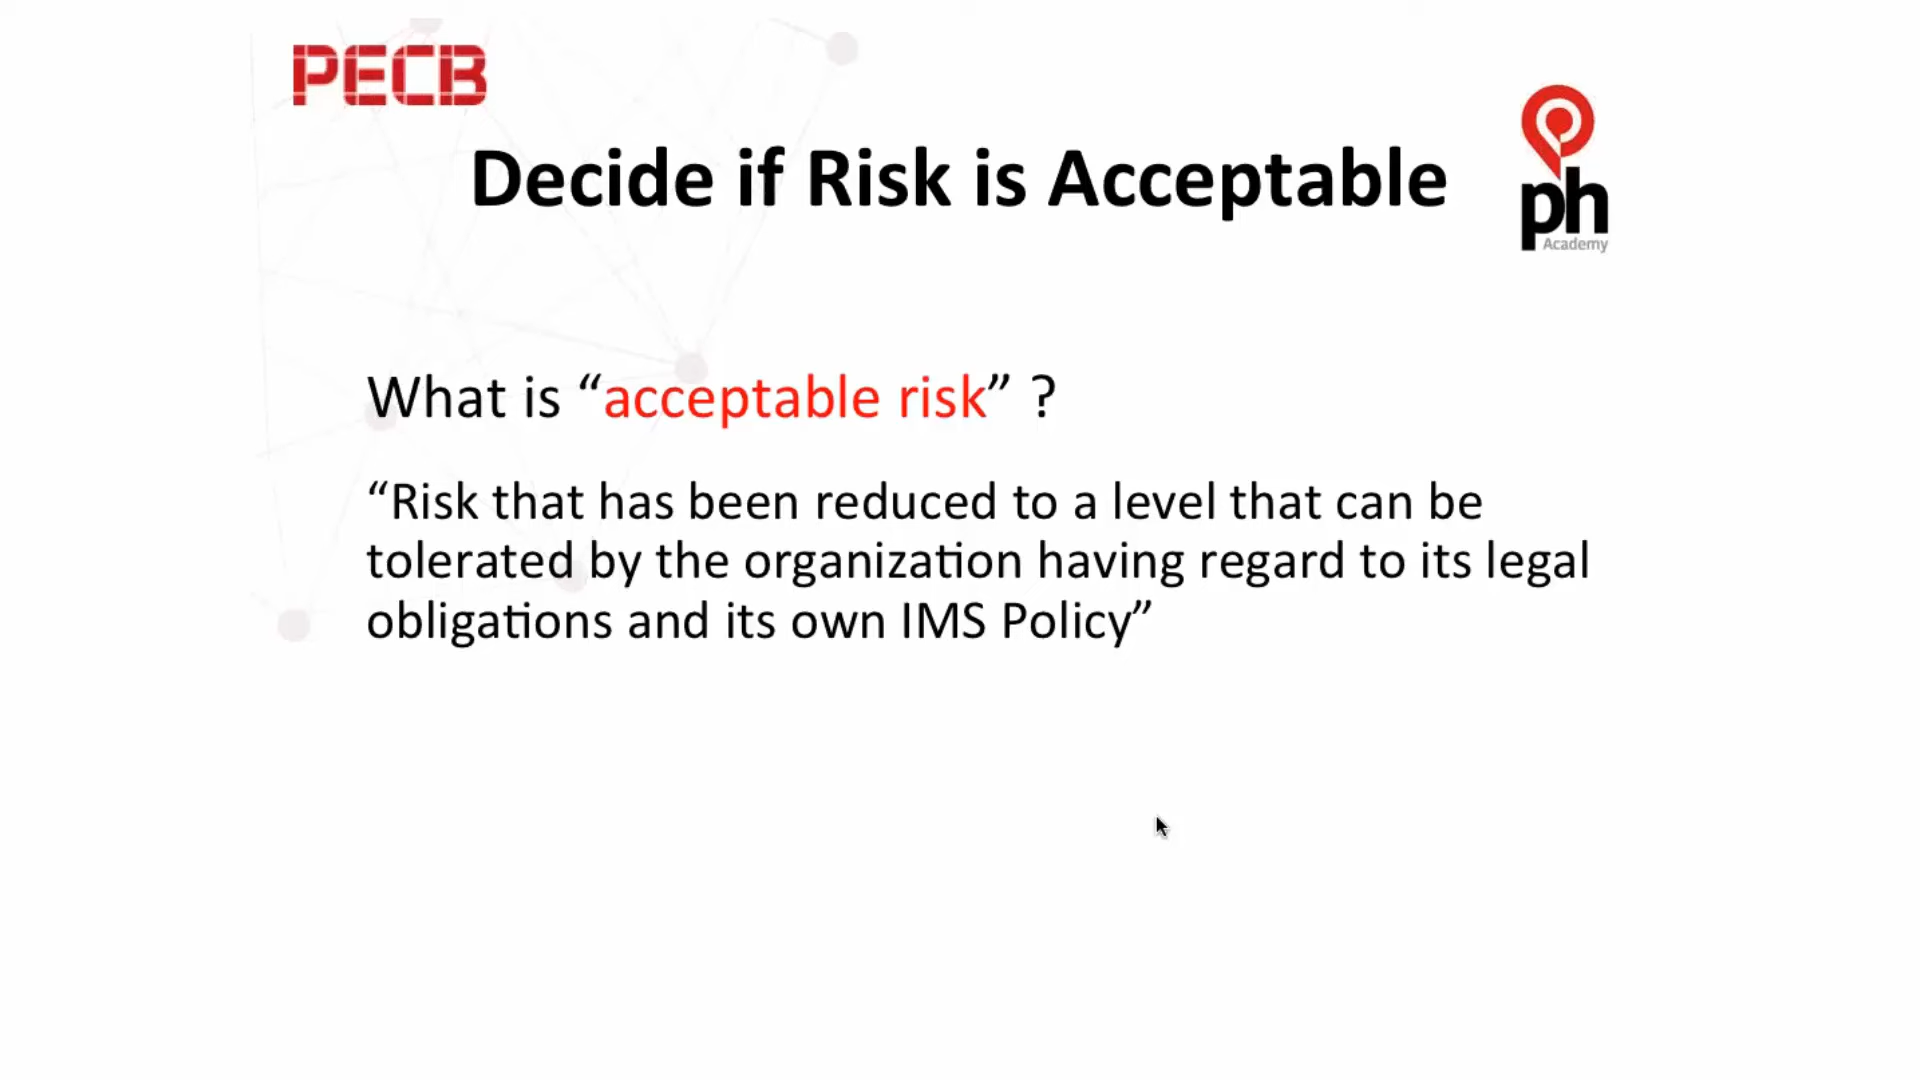 PECB
Decide if Risk is Acceptable
ph
Academy
What is “acceptable risk” ?
“Risk that has been reduced to a level that can be
tolerated by the organization having regard to its legal
obligations and its own IMS Policy”